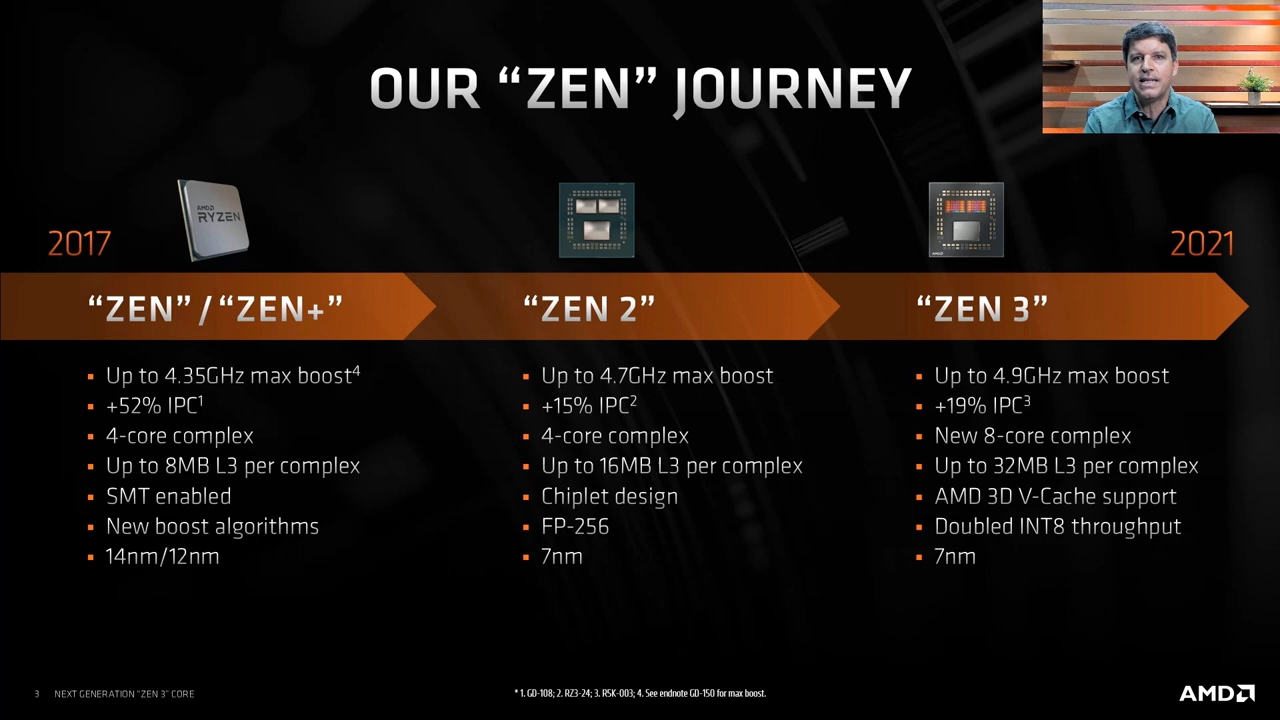 OUR “ZEN” JOURNEY
AMD
RYZEN
2017
2021
“ZEN” / “ZEN+”
▪ Up to 4.35GHz max boost⁴
▪ +52% IPC¹
▪ 4-core complex
▪ Up to 8MB L3 per complex
▪ SMT enabled
▪ New boost algorithms
▪ 14nm/12nm
“ZEN 2”
▪ Up to 4.7GHz max boost
▪ +15% IPC²
▪ 4-core complex
▪ Up to 16MB L3 per complex
▪ Chiplet design
▪ FP-256
▪ 7nm
AMD
“ZEN 3”
▪ Up to 4.9GHz max boost
▪ +19% IPC³
▪ New 8-core complex
▪ Up to 32MB L3 per complex
▪ AMD 3D V-Cache support
▪ Doubled INT8 throughput
▪ 7nm
3 NEXT GENERATION “ZEN 3” CORE
* 1. GD-108; 2. RZ3-24; 3. R5K-003; 4. See endnote GD-150 for max boost.
AMD